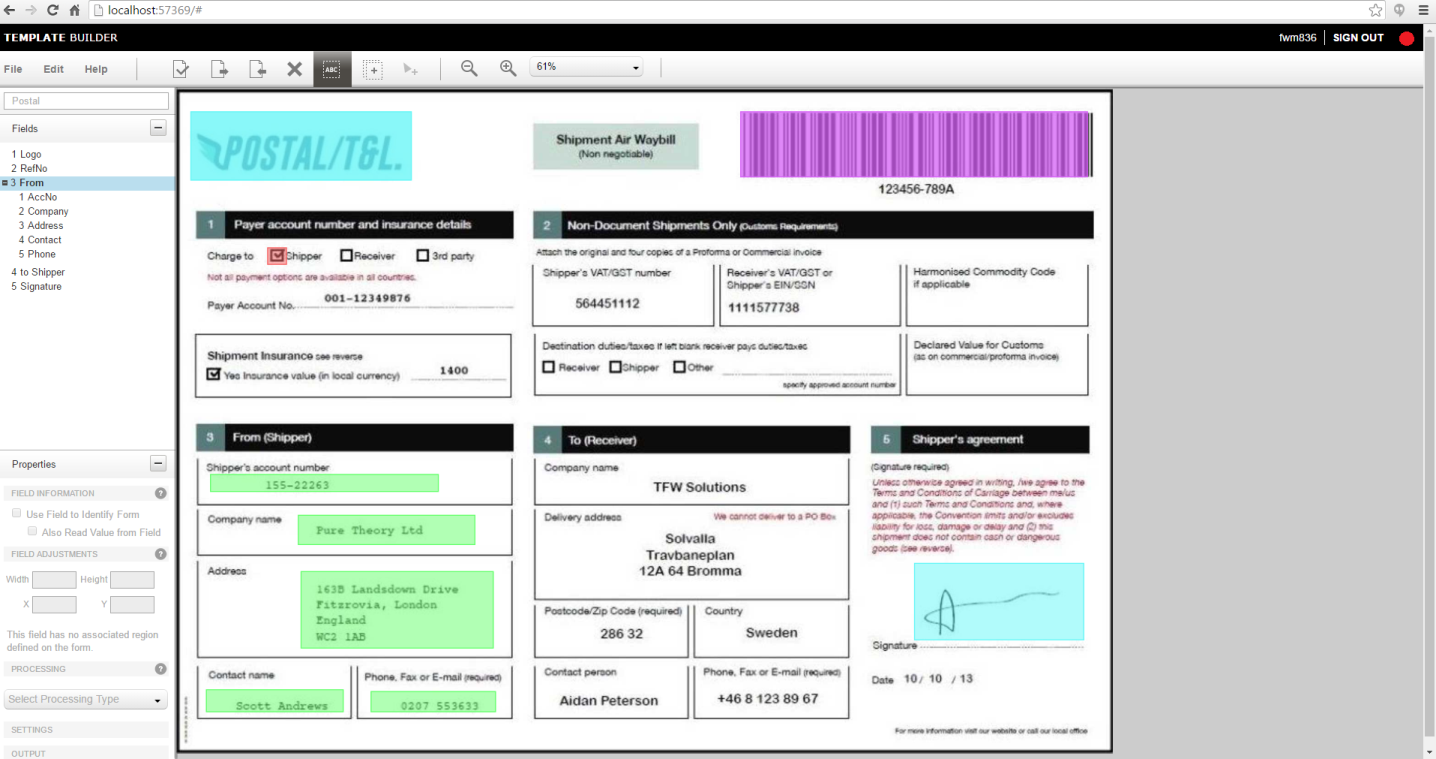 localhost:57369/#
TEMPLATE BUILDER
fwm836
SIGN OUT
File
Edit
Help
ABC
61%
Postal
Fields
1 Logo
2 RefNo
3 From
1 AccNo
2 Company
3 Address
4 Contact
5 Phone
4 to Shipper
5 Signature
Properties
FIELD INFORMATION
?
Use Field to Identify Form
Also Read Value from Field
FIELD ADJUSTMENTS
?
Width
Height
X
Y
This field has no associated region
defined on the form.
PROCESSING
?
Select Processing Type
SETTINGS
OUTPUT
POSTAL/T&L.
Shipment Air Waybill
(Non negotiable)
123456-789A
1 Payer account number and insurance details
Charge to
Shipper
Receiver
3rd party
Not all payment options are available in all countries.
Payer Account No.
001-12349876
Shipment Insurance see reverse
Yes Insurance value (in local currency)
1400
2 Non-Document Shipments Only (Customs Requirements)
Attach the original and four copies of a Proforma or Commercial invoice
Shipper's VAT/GST number
564451112
Receiver's VAT/GST or
Shipper's EIN/SSN
1111577738
Harmonised Commodity Code
if applicable
Destination duties/taxes If left blank receiver pays duties/taxes
Receiver
Shipper
Other
specify approved account number
Declared Value for Customs
(as on commercial/proforma invoice)
3 From (Shipper)
Shipper's account number
155-22263
Company name
Pure Theory Ltd
Address
163B Landsdown Drive
Fitzrovia, London
England
WC2 1AB
Contact name
Scott Andrews
Phone, Fax or E-mail (required)
0207 553633
4 To (Receiver)
Company name
TFW Solutions
Delivery address
We cannot deliver to a PO Box
Solvalla
Travbaneplan
12A 64 Bromma
Postcode/Zip Code (required)
286 32
Country
Sweden
Contact person
Aidan Peterson
Phone, Fax or E-mail (required)
+46 8 123 89 67
5 Shipper's agreement
(Signature required)
Unless otherwise agreed in writing, I/we agree to the
Terms and Conditions of Carriage between me/us
and (1) such Terms and Conditions and, where
applicable, the Convention limits and/or excludes
liability for loss, damage or delay and (2) this
shipment does not contain cash or dangerous
goods (see reverse).
Signature
Date 10/ 10 / 13
For more information visit our website or call our local office